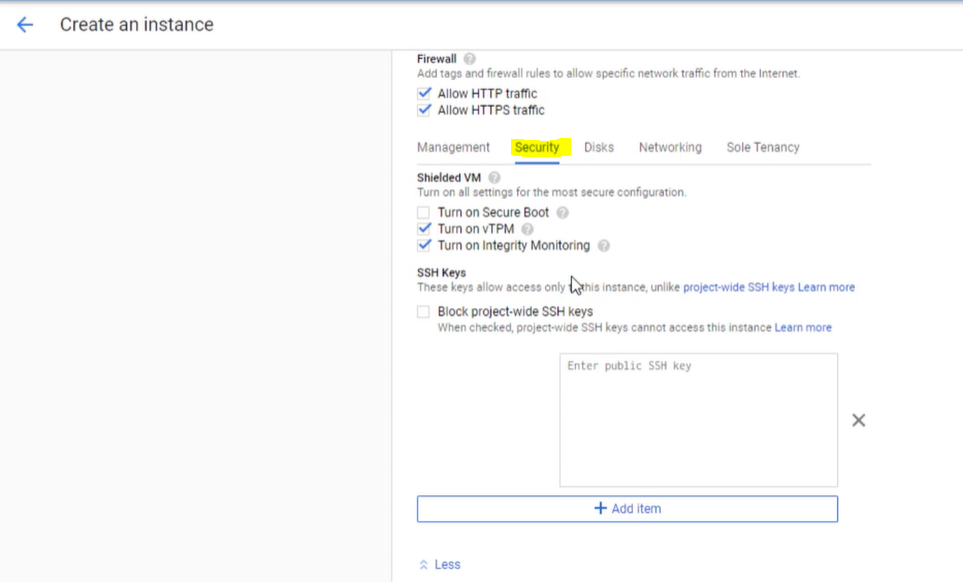 Create an instance
Firewall
Add tags and firewall rules to allow specific network traffic from the Internet.
Allow HTTP traffic
Allow HTTPS traffic
Management Security Disks Networking Sole Tenancy
Shielded VM
Turn on all settings for the most secure configuration.
Turn on Secure Boot
Turn on vTPM
Turn on Integrity Monitoring
SSH Keys
These keys allow access only this instance, unlike project-wide SSH keys Learn more
Block project-wide SSH keys
When checked, project-wide SSH keys cannot access this instance Learn more
Enter public SSH key
+ Add item
Less